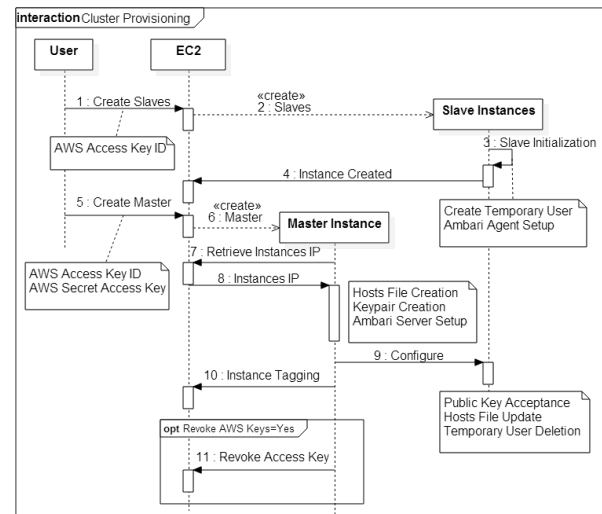 interaction Cluster Provisioning
User
EC2
1 : Create Slaves
«create»
2 : Slaves
Slave Instances
AWS Access Key ID
3 : Slave Initialization
4 : Instance Created
5 : Create Master
«create»
6 : Master
Master Instance
Create Temporary User
Ambari Agent Setup
7 : Retrieve Instances IP
AWS Access Key ID
AWS Secret Access Key
8 : Instances IP
Hosts File Creation
Keypair Creation
Ambari Server Setup
9 : Configure
10 : Instance Tagging
Public Key Acceptance
Hosts File Update
Temporary User Deletion
opt Revoke AWS Keys=Yes
11 : Revoke Access Key